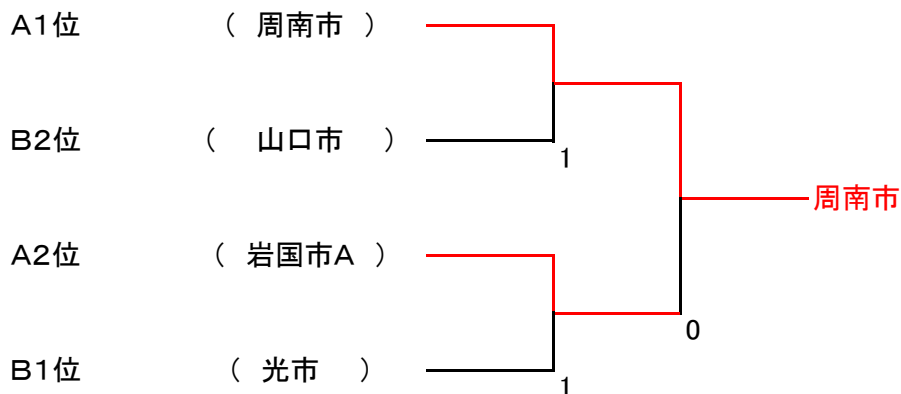 A1位 ( 周南市 )
B2位 ( 山口市 )
1
周南市
A2位 ( 岩国市A )
0
B1位 ( 光市 )
1